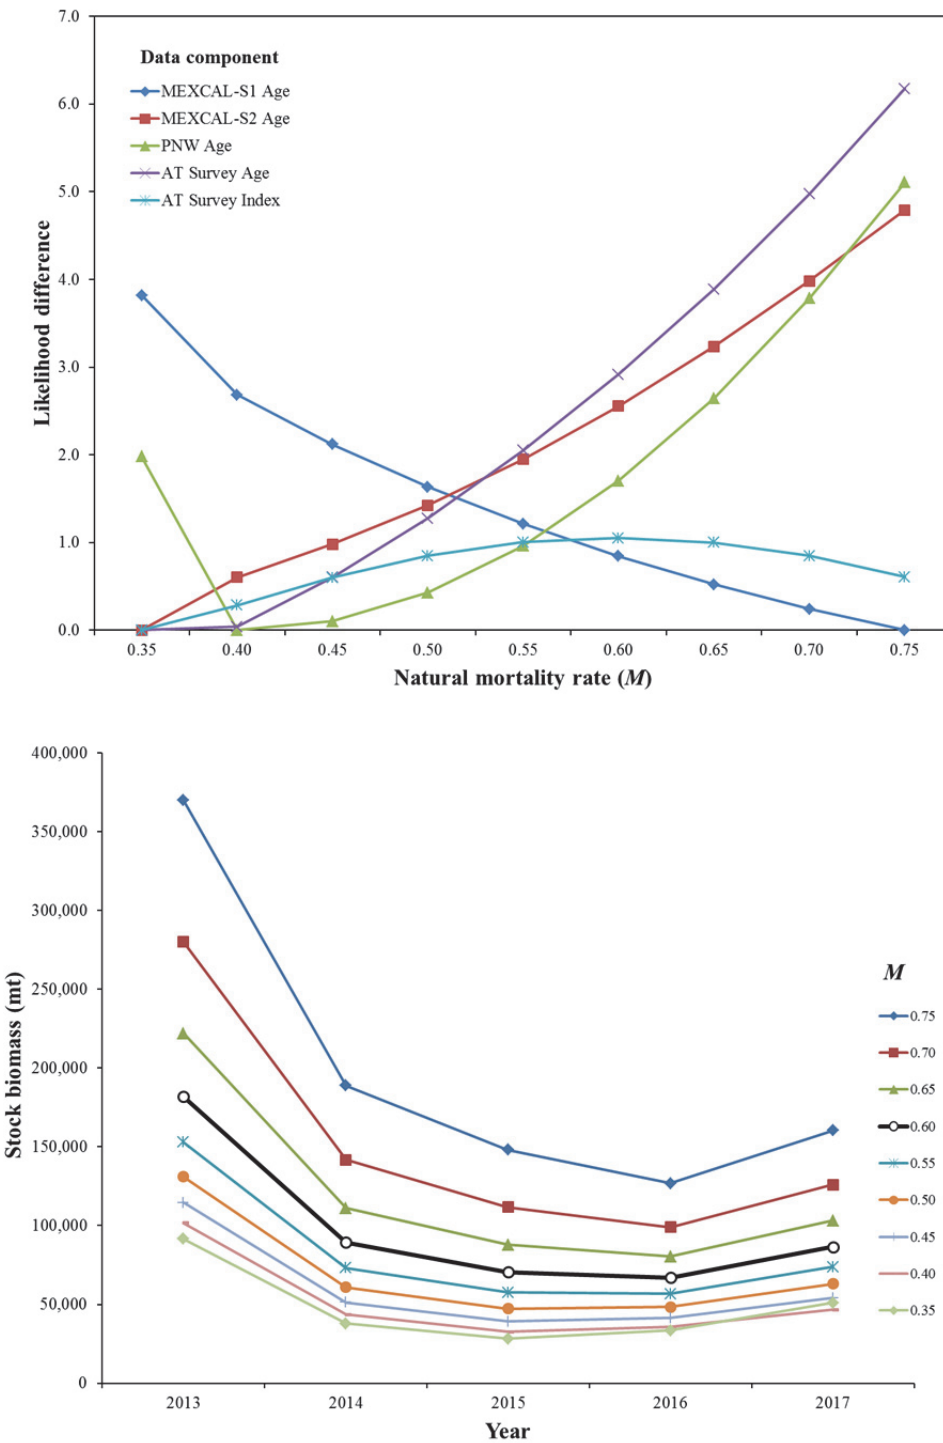 7.0
Data component
MEXCAL-S1 Age
MEXCAL-S2 Age
PNW Age
AT Survey Age
AT Survey Index
6.0
5.0
4.0
3.0
2.0
1.0
0.0
Likelihood difference
0.35 0.40 0.45 0.50 0.55 0.60 0.65 0.70 0.75
Natural mortality rate (M)
400,000
350,000
300,000
250,000
200,000
150,000
100,000
50,000
0
Stock biomass (mt)
M
0.75
0.70
0.65
0.60
0.55
0.50
0.45
0.40
0.35
2013 2014 2015 2016 2017
Year